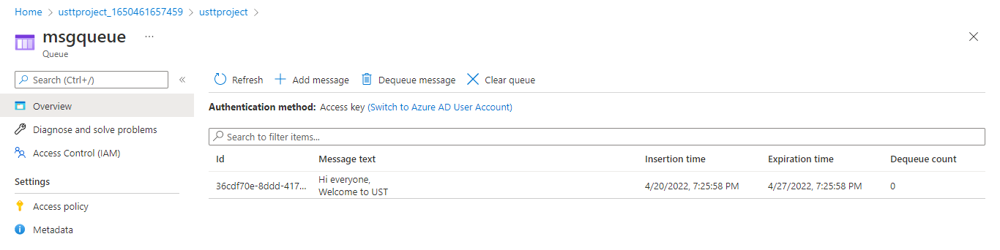 Home > usttproject_1650461657459 > usttproject >
msgqueue ...
Queue
Search (Ctrl+/) «
Overview
Diagnose and solve problems
Access Control (IAM)
Settings
Access policy
Metadata
Refresh Add message Dequeue message Clear queue
Authentication method: Access key (Switch to Azure AD User Account)
Search to filter items...
Id Message text Insertion time Expiration time Dequeue count
36cdf70e-8ddd-417... Hi everyone, 4/20/2022, 7:25:58 PM 4/27/2022, 7:25:58 PM 0
Welcome to UST